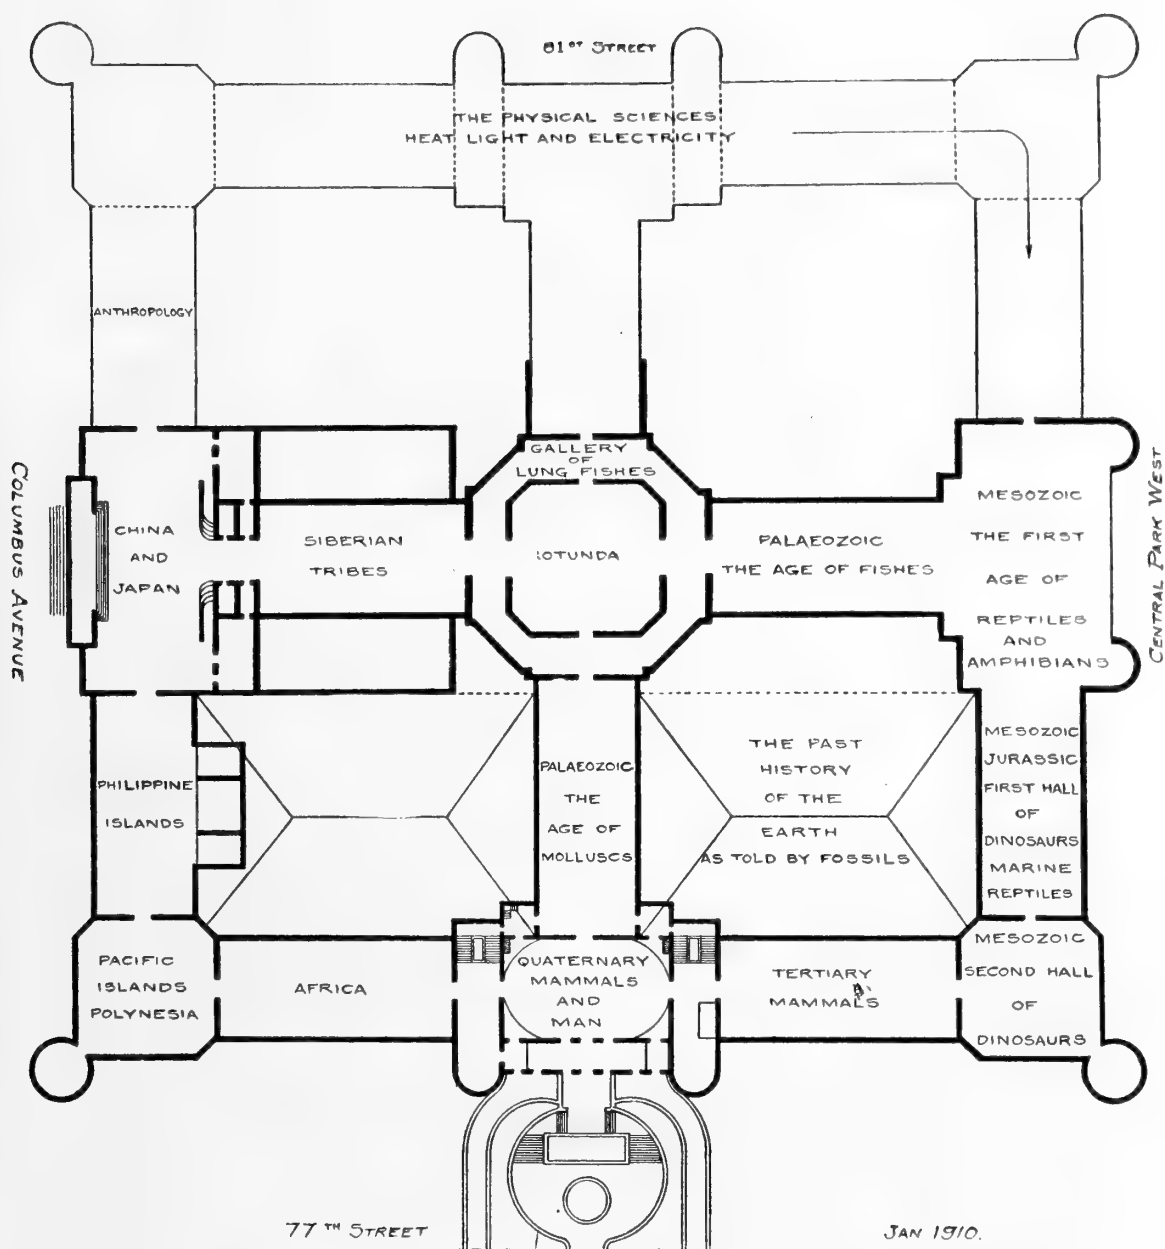 81ST STREET
THE PHYSICAL SCIENCES
HEAT LIGHT AND ELECTRICITY
ANTHROPOLOGY
GALLERY
OF
LUNG FISHES
COLUMBUS AVENUE
CHINA
AND
JAPAN
SIBERIAN
TRIBES
OTUNDA
PALAEOZOIC
THE AGE OF FISHES
MESOZOIC
THE FIRST
AGE OF
REPTILES
AND
AMPHIBIANS
CENTRAL PARK WEST
PHILIPPINE
ISLANDS
PALAEOZOIC
THE
AGE OF
MOLLUSCS
THE PAST
HISTORY
OF THE
EARTH
AS TOLD BY FOSSILS
MESOZOIC
JURASSIC
FIRST HALL
OF
DINOSAURS
MARINE
REPTILES
PACIFIC
ISLANDS
POLYNESIA
AFRICA
QUATERNARY
MAMMALS
AND
MAN
TERTIARY
MAMMALS
MESOZOIC
SECOND HALL
OF
DINOSAURS
77TH STREET
JAN 1910.